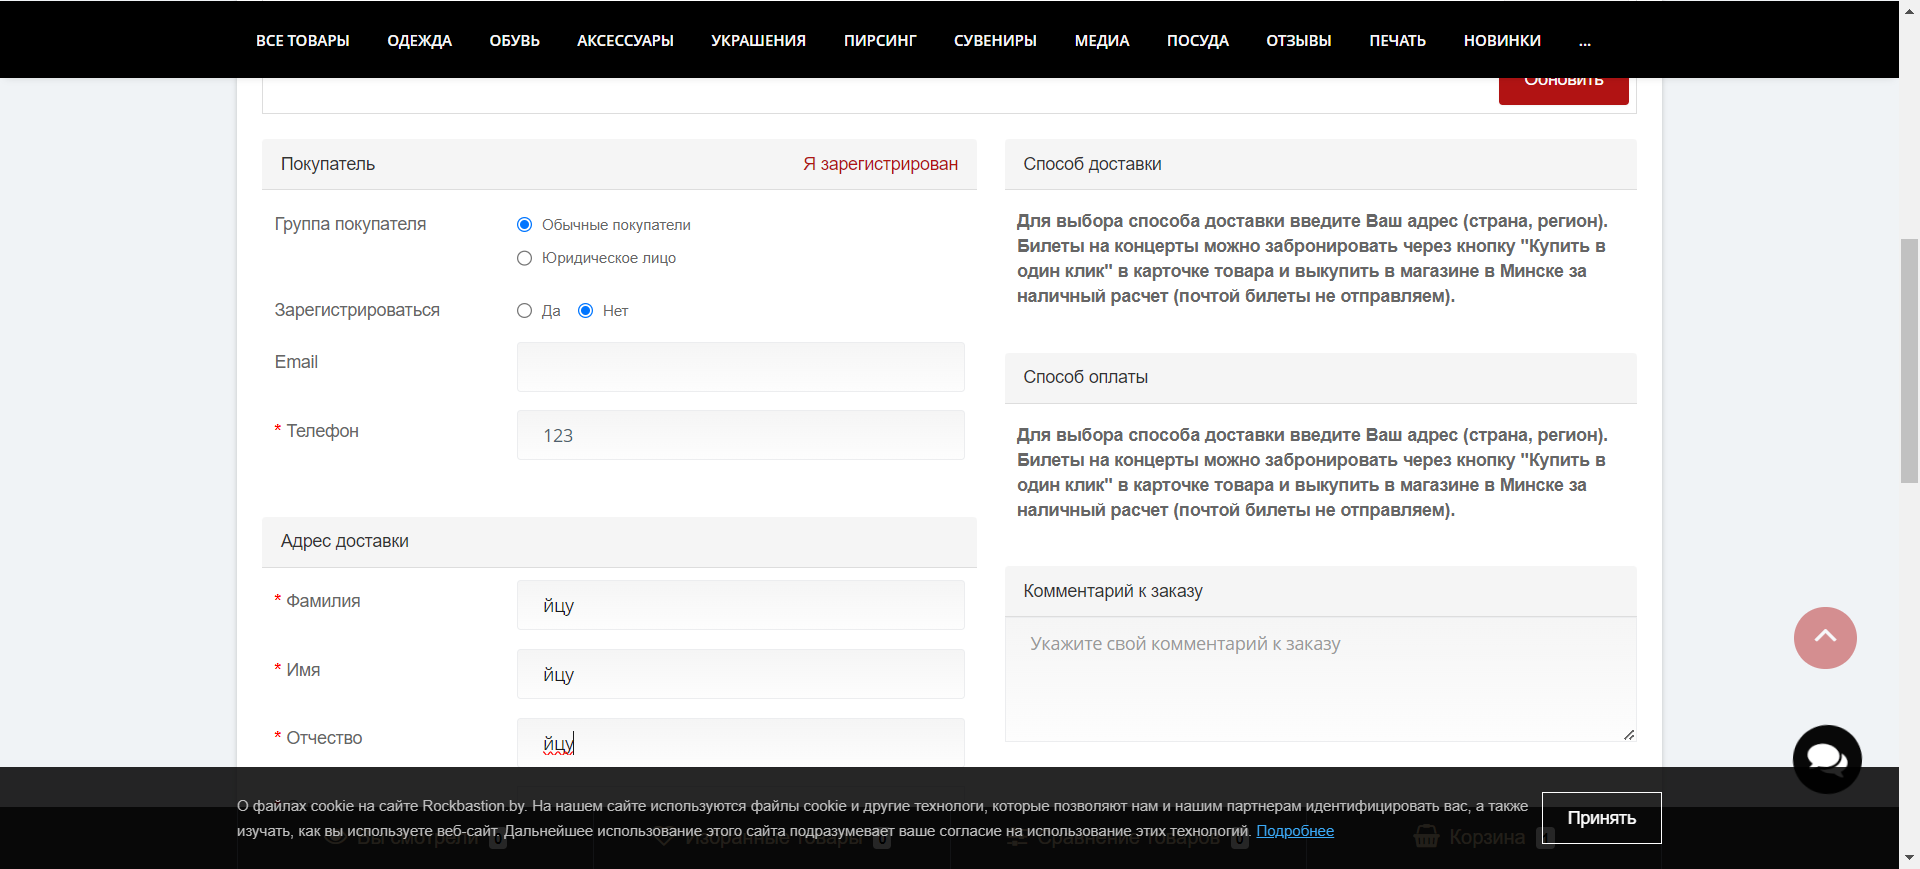 ВСЕ ТОВАРЫ ОДЕЖДА ОБУВЬ АКСЕССУАРЫ УКРАШЕНИЯ ПИРСИНГ СУВЕНИРЫ МЕДИА ПОСУДА ОТЗЫВЫ ПЕЧАТЬ НОВИНКИ ...
Обновить
Покупатель Я зарегистрирован
Группа покупателя Обычные покупатели
Юридическое лицо
Зарегистрироваться Да Нет
Email
* Телефон 123
Адрес доставки
* Фамилия йцу
* Имя йцу
* Отчество йцу
Способ доставки
Для выбора способа доставки введите Ваш адрес (страна, регион).
Билеты на концерты можно забронировать через кнопку "Купить в
один клик" в карточке товара и выкупить в магазине в Минске за
наличный расчет (почтой билеты не отправляем).
Способ оплаты
Для выбора способа доставки введите Ваш адрес (страна, регион).
Билеты на концерты можно забронировать через кнопку "Купить в
один клик" в карточке товара и выкупить в магазине в Минске за
наличный расчет (почтой билеты не отправляем).
Комментарий к заказу
Укажите свой комментарий к заказу
О файлах cookie на сайте Rockbastion.by. На нашем сайте используются файлы cookie и другие технологи, которые позволяют нам и нашим партнерам идентифицировать вас, а также
изучать, как вы используете веб-сайт. Дальнейшее использование этого сайта подразумевает ваше согласие на использование этих технологий. Подробнее
Принять
Вы смотрели 0 Избранные товары 0 Сравнение товаров 0 Корзина 1